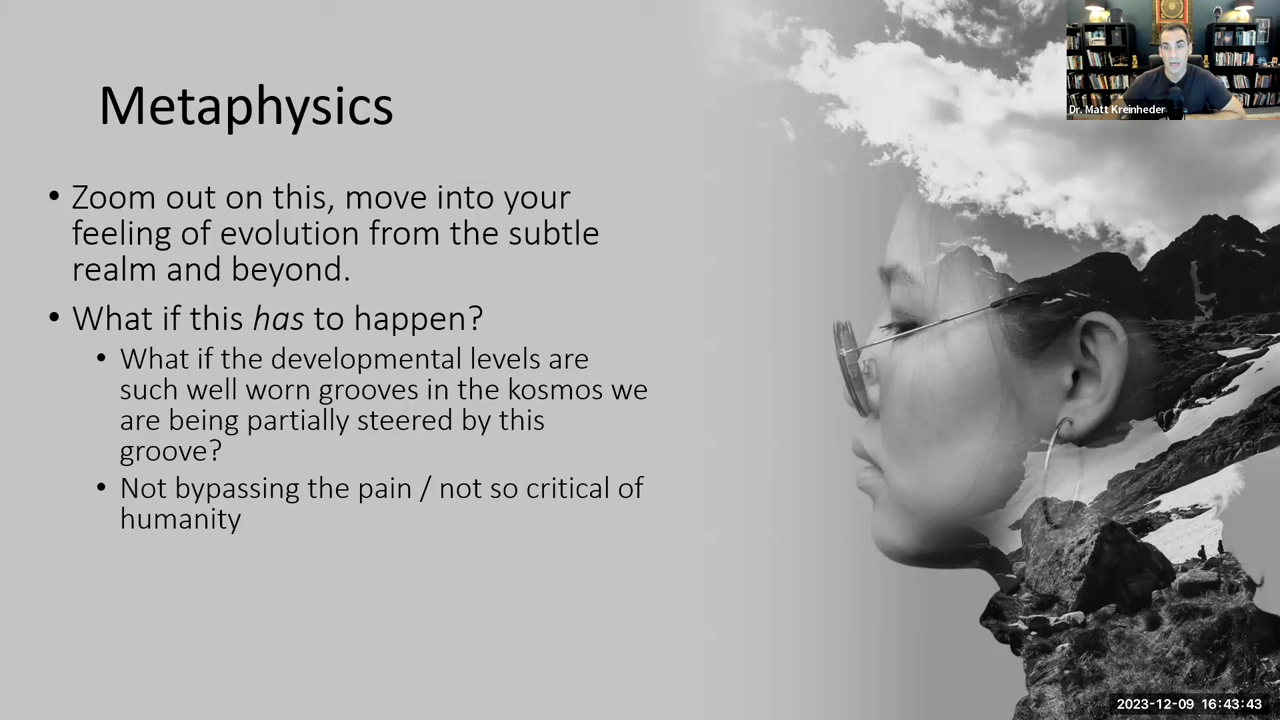 Metaphysics
• Zoom out on this, move into your
feeling of evolution from the subtle
realm and beyond.
• What if this has to happen?
• What if the developmental levels are
such well worn grooves in the kosmos we
are being partially steered by this
groove?
• Not bypassing the pain / not so critical of
humanity
Dr. Matt Kreinheder
2023-12-09 16:43:43